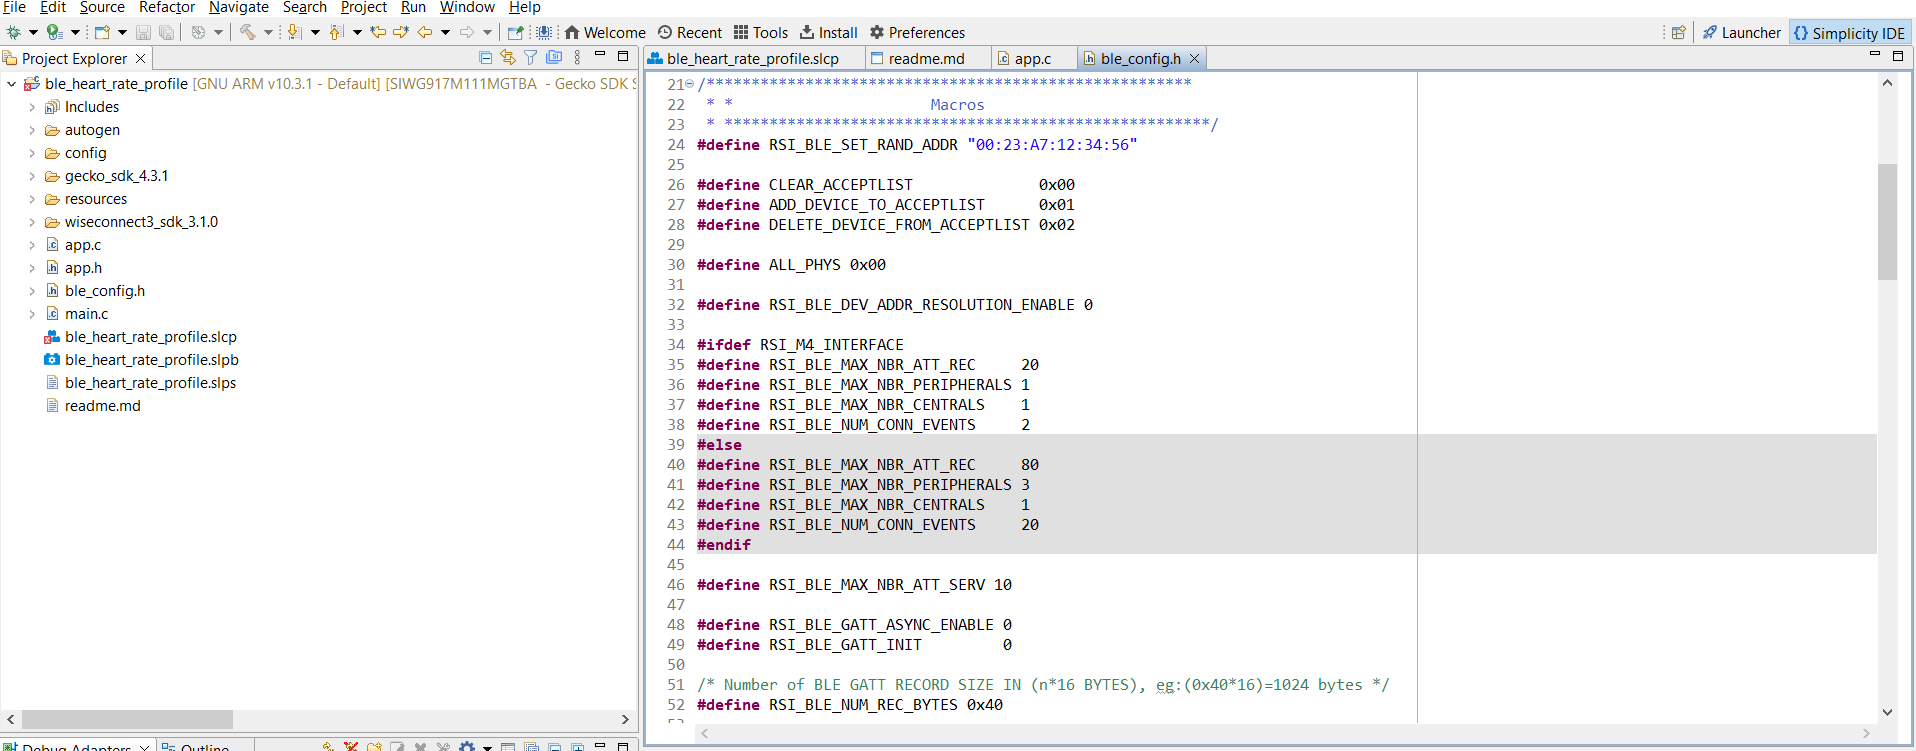 File Edit Source Refactor Navigate Search Project Run Window Help
Welcome Recent Tools Install Preferences Launcher {} Simplicity IDE
Project Explorer
ble_heart_rate_profile [GNU ARM v10.3.1 - Default] [SIWG917M111MGTBA - Gecko SDK S
Includes
autogen
config
gecko_sdk_4.3.1
resources
wiseconnect3_sdk_3.1.0
app.c
app.h
ble_config.h
main.c
ble_heart_rate_profile.slcp
ble_heart_rate_profile.slpb
ble_heart_rate_profile.slps
readme.md
Debug Adapters Outline
ble_heart_rate_profile.slcp readme.md app.c ble_config.h
21 /******************************************************
22 * * Macros
23 * ******************************************************/
24 #define RSI_BLE_SET_RAND_ADDR "00:23:A7:12:34:56"
25
26 #define CLEAR_ACCEPTLIST 0x00
27 #define ADD_DEVICE_TO_ACCEPTLIST 0x01
28 #define DELETE_DEVICE_FROM_ACCEPTLIST 0x02
29
30 #define ALL_PHYS 0x00
31
32 #define RSI_BLE_DEV_ADDR_RESOLUTION_ENABLE 0
33
34 #ifdef RSI_M4_INTERFACE
35 #define RSI_BLE_MAX_NBR_ATT_REC 20
36 #define RSI_BLE_MAX_NBR_PERIPHERALS 1
37 #define RSI_BLE_MAX_NBR_CENTRALS 1
38 #define RSI_BLE_NUM_CONN_EVENTS 2
39 #else
40 #define RSI_BLE_MAX_NBR_ATT_REC 80
41 #define RSI_BLE_MAX_NBR_PERIPHERALS 3
42 #define RSI_BLE_MAX_NBR_CENTRALS 1
43 #define RSI_BLE_NUM_CONN_EVENTS 20
44 #endif
45
46 #define RSI_BLE_MAX_NBR_ATT_SERV 10
47
48 #define RSI_BLE_GATT_ASYNC_ENABLE 0
49 #define RSI_BLE_GATT_INIT 0
50
51 /* Number of BLE GATT RECORD SIZE IN (n*16 BYTES), eg:(0x40*16)=1024 bytes */
52 #define RSI_BLE_NUM_REC_BYTES 0x40
53